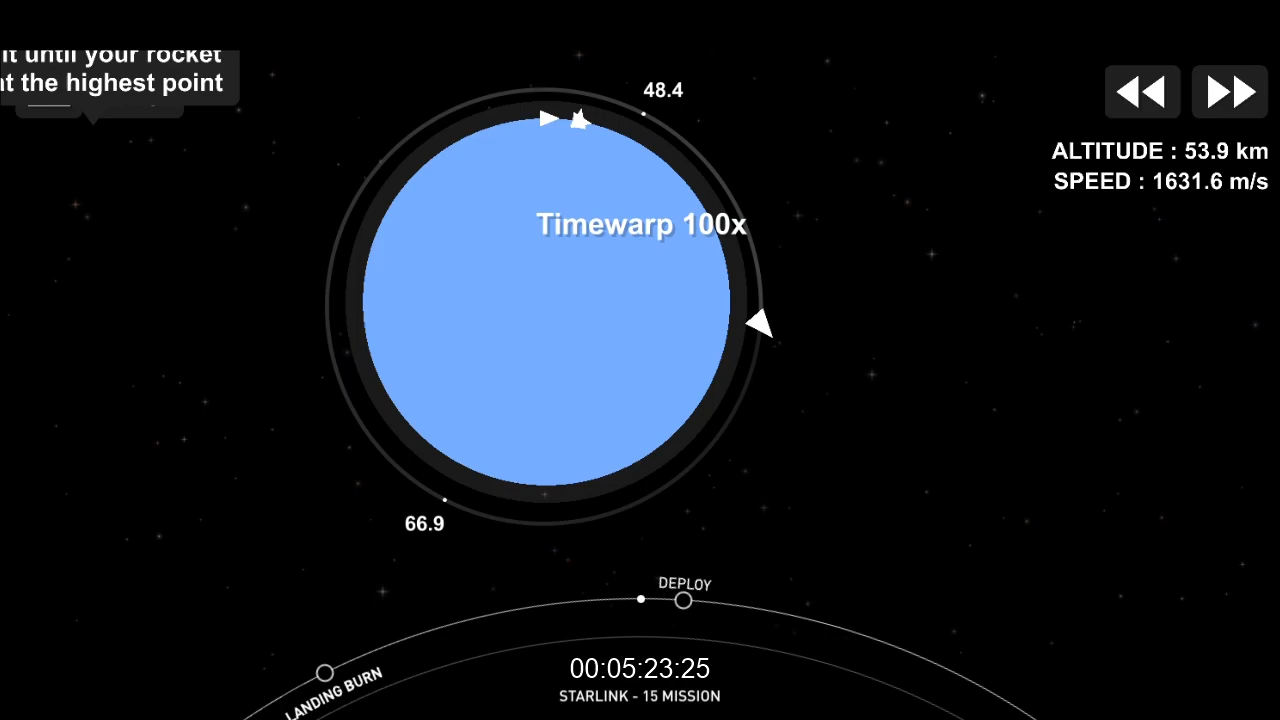 it until your rocket
at the highest point
48.4
ALTITUDE : 53.9 km
SPEED : 1631.6 m/s
Timewarp 100x
66.9
DEPLOY
LANDING BURN
00:05:23:25
STARLINK - 15 MISSION